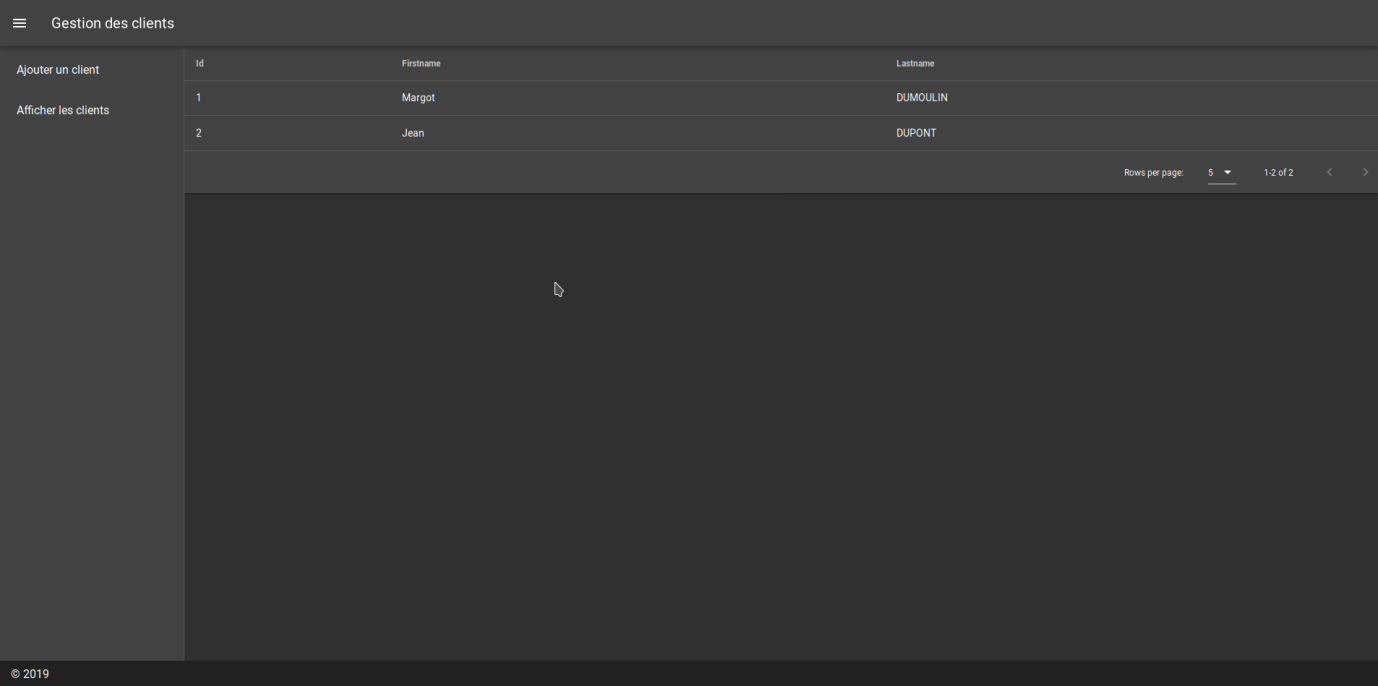 Gestion des clients
Ajouter un client
Afficher les clients
Id Firstname Lastname
1 Margot DUMOULIN
2 Jean DUPONT
Rows per page: 5 1-2 of 2
© 2019